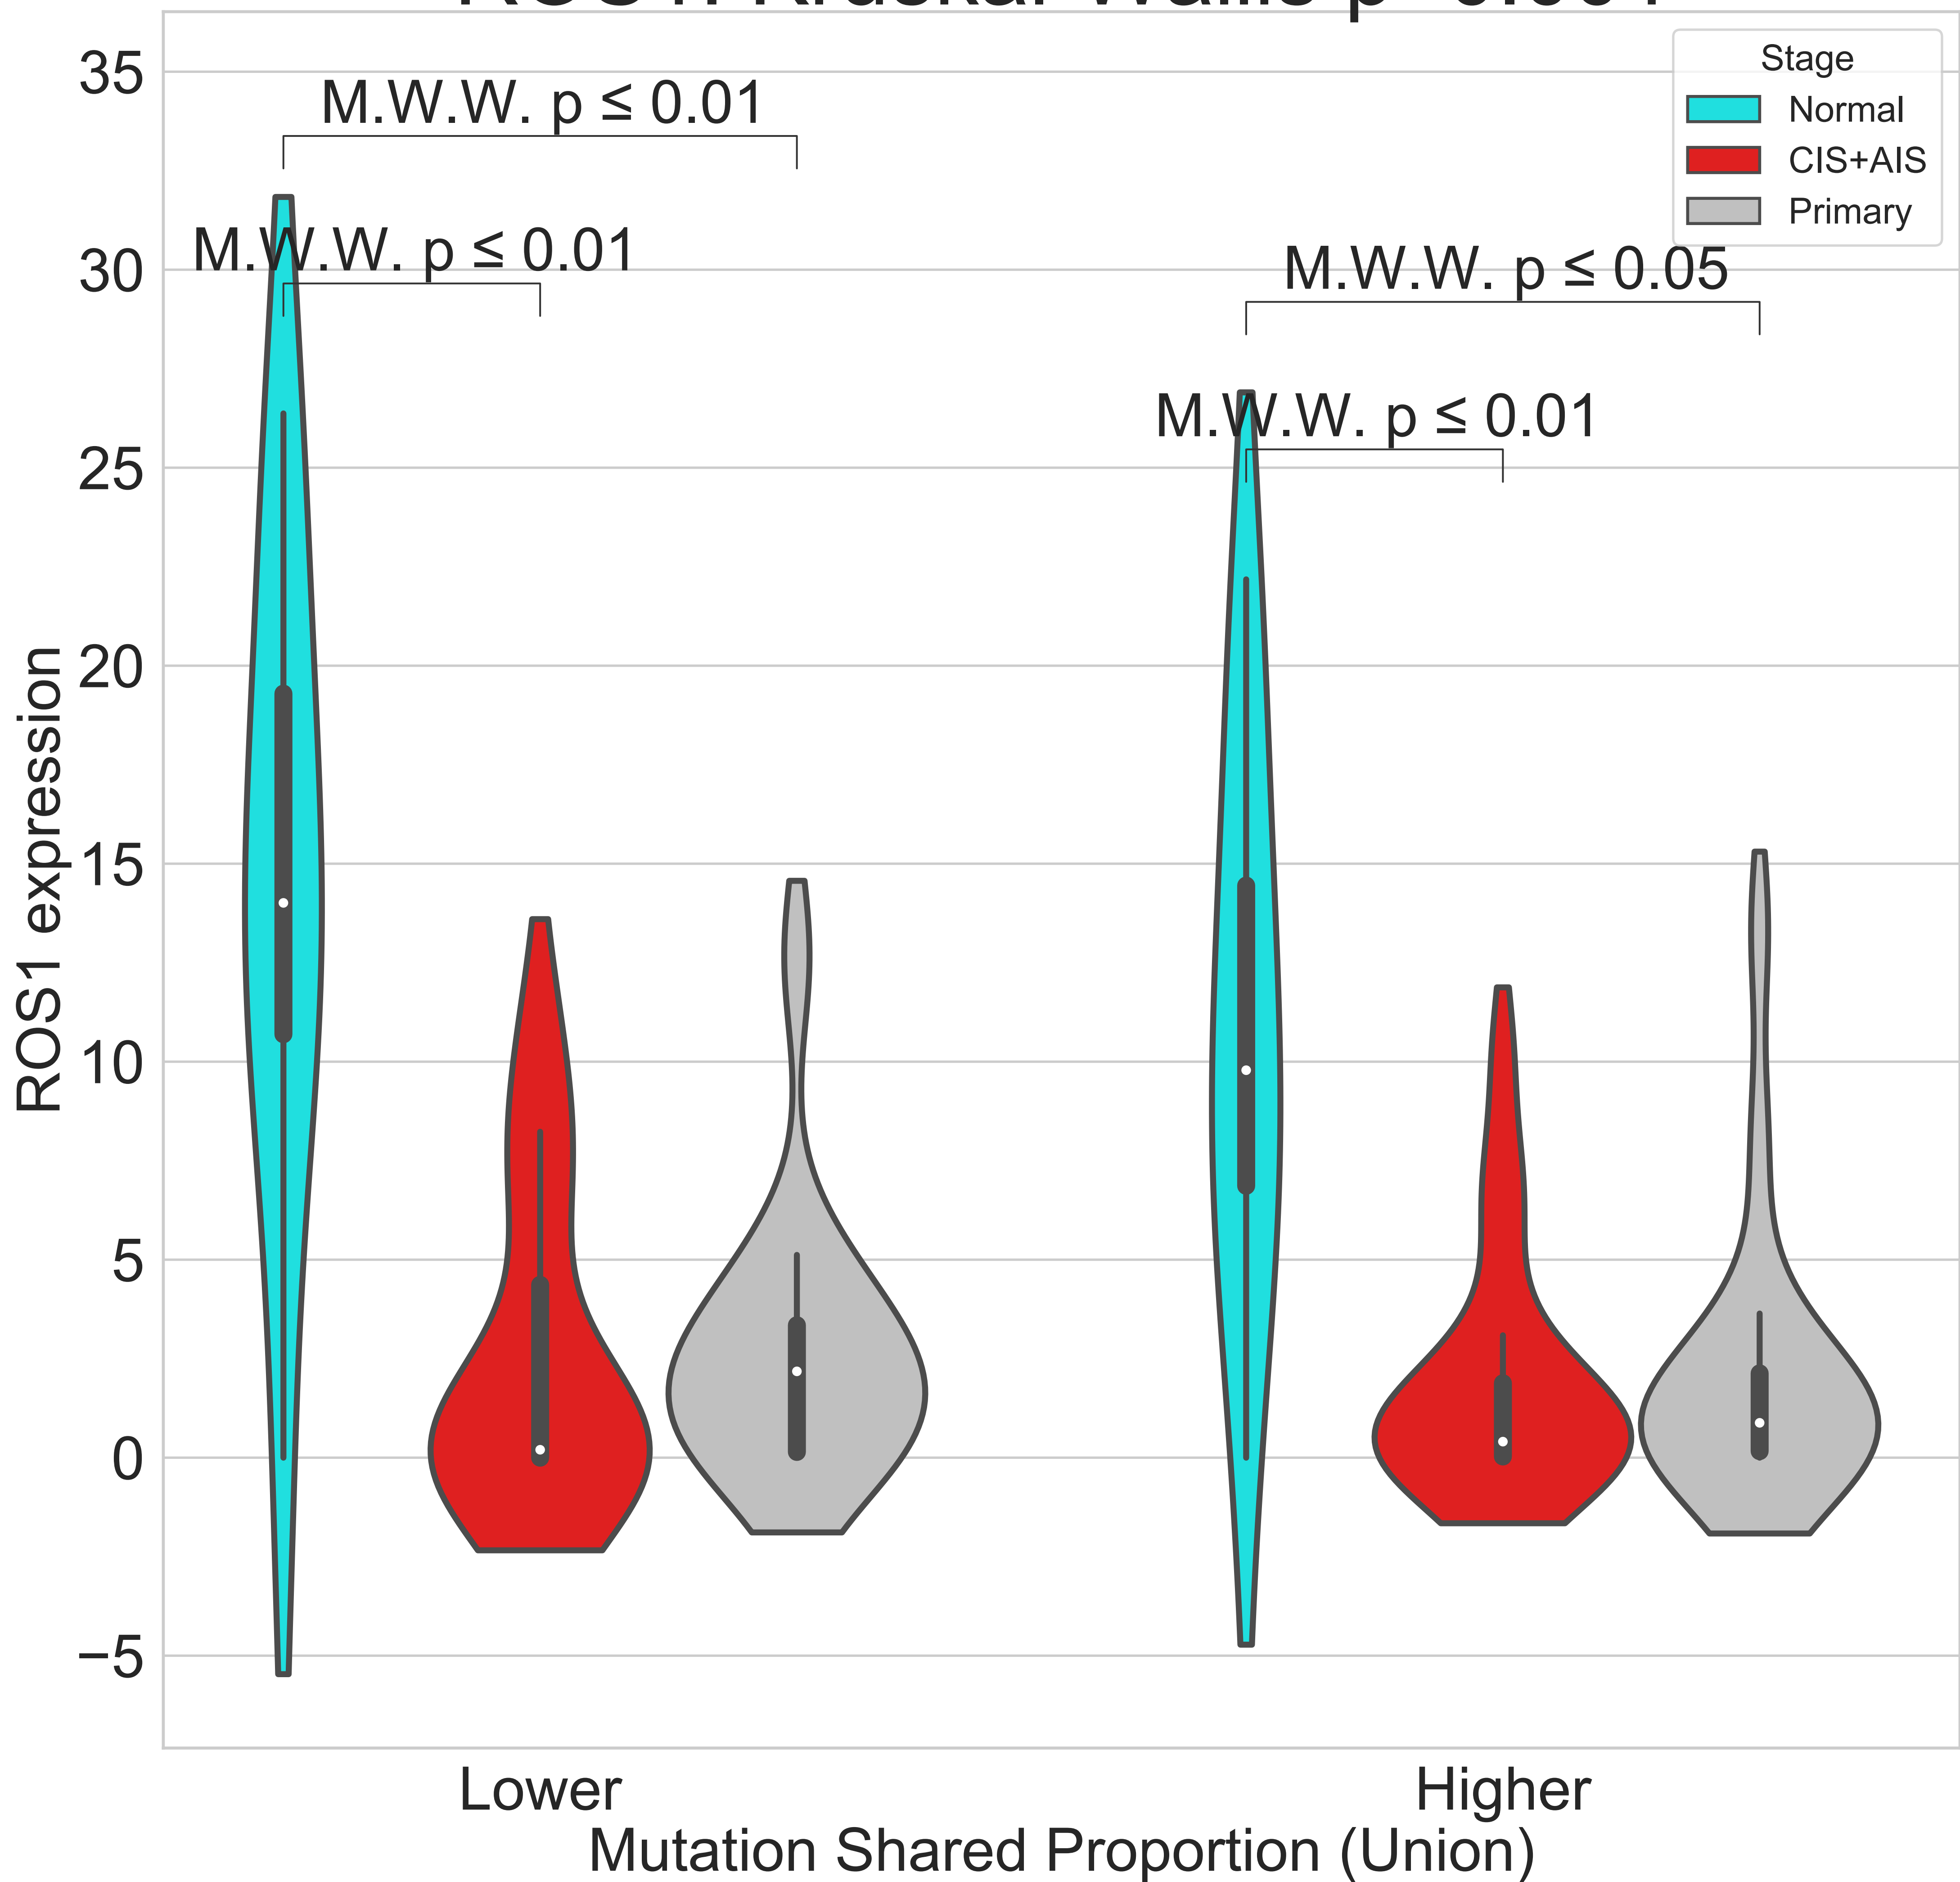 35
M.W.W. p ≤ 0.01
Stage
Normal
CIS+AIS
Primary
30
M.W.W. p ≤ 0.01
M.W.W. p ≤ 0.05
25
M.W.W. p ≤ 0.01
20
15
10
5
0
−5
ROS1 expression
Lower
Higher
Mutation Shared Proportion (Union)